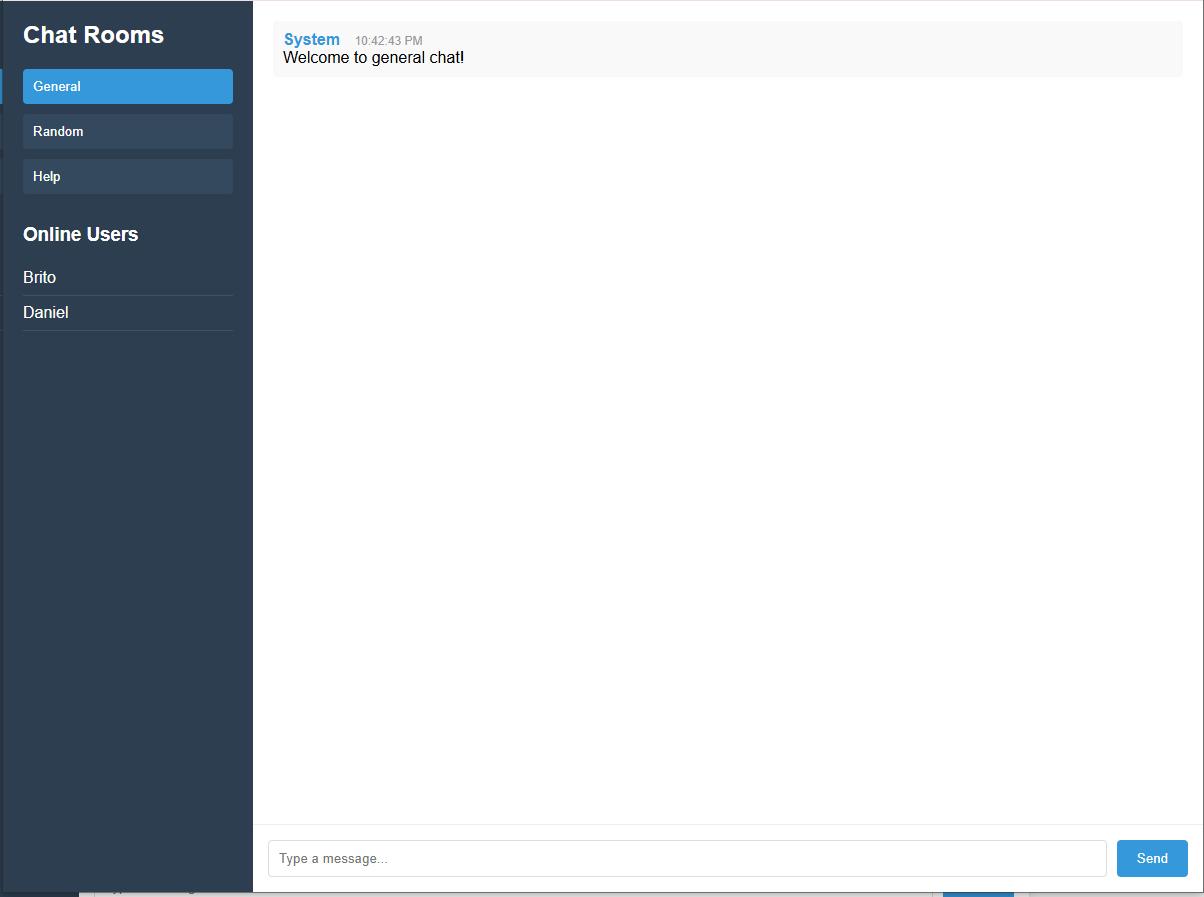 Chat Rooms
General
Random
Help
Online Users
Brito
Daniel
System 10:42:43 PM
Welcome to general chat!
Type a message...
Send